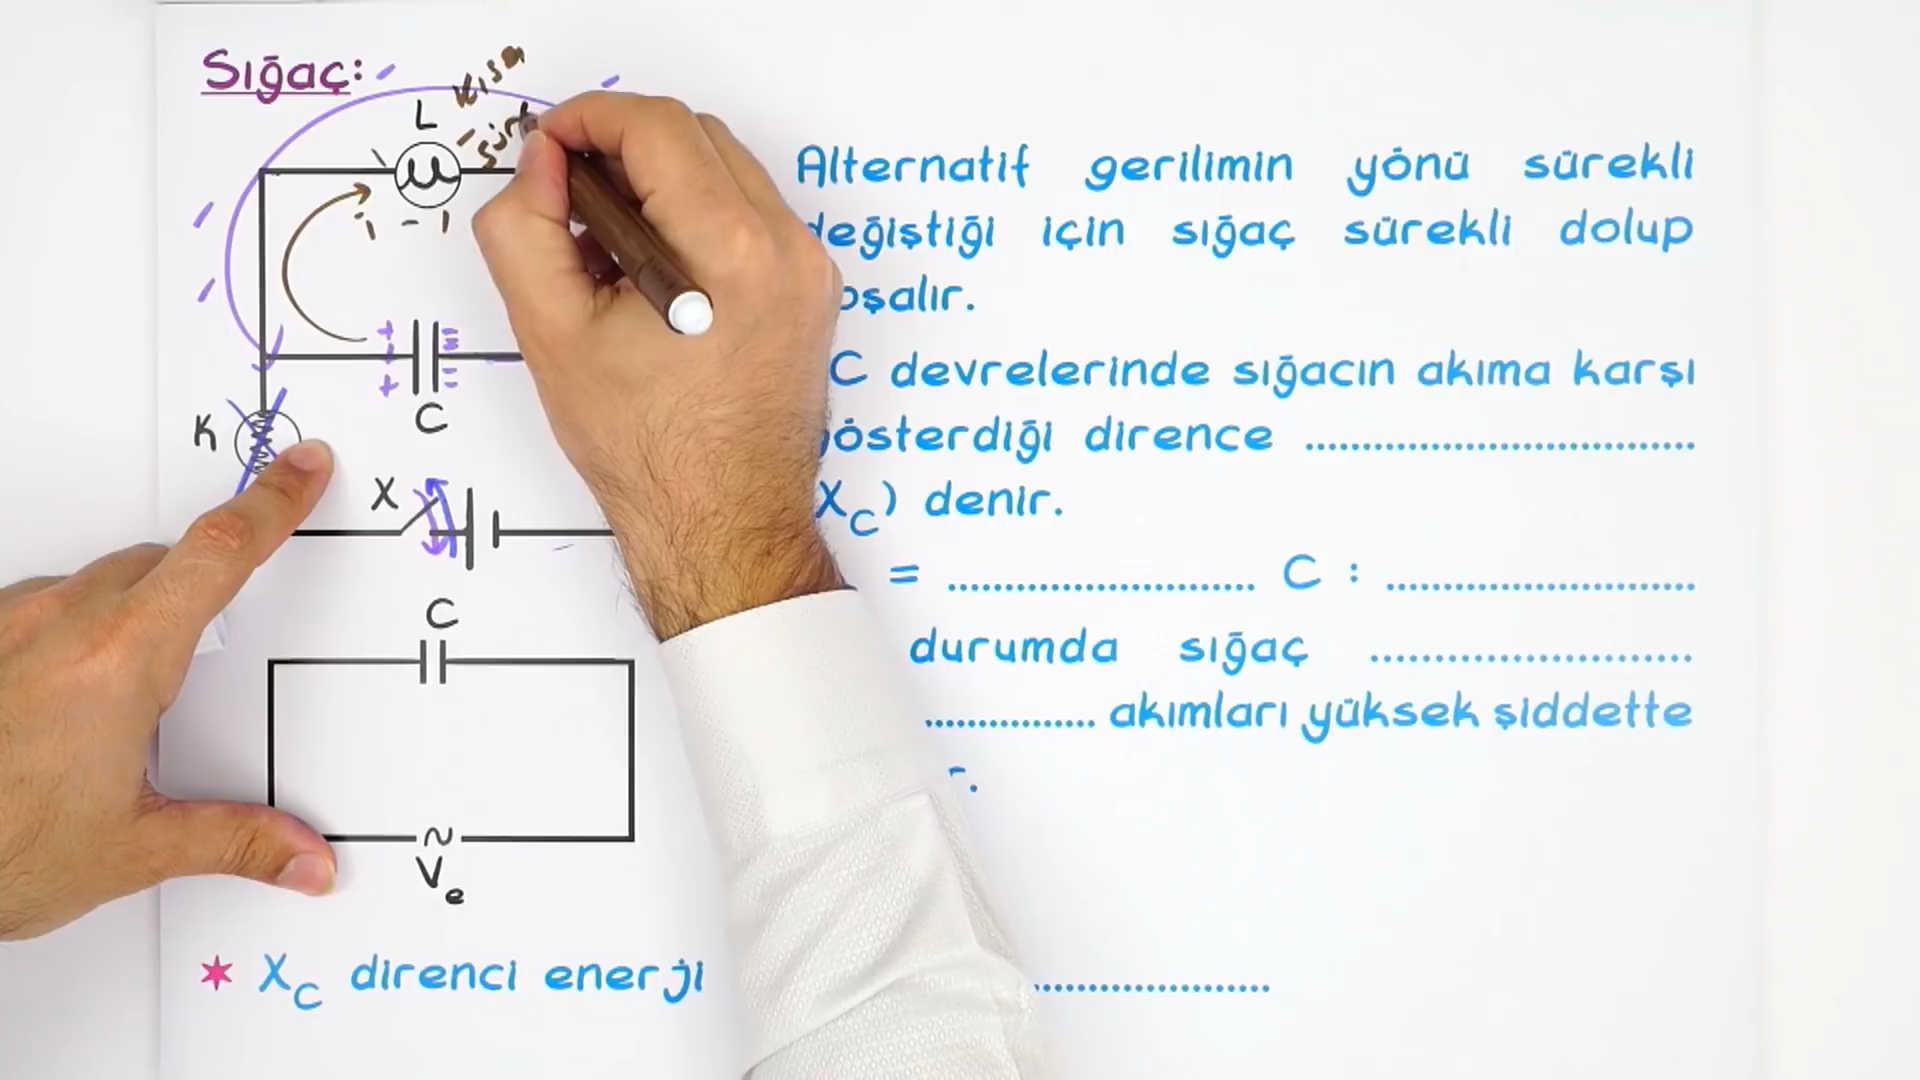 Sığaç:
Kısa
L
i
C
K
X
C
~
V e
Alternatif gerilimin yönü sürekli
değiştiği için sığaç sürekli dolup
C devrelerinde sığacın akıma karşı
gösterdiği dirence ..............................
X C) denir.
= ........................ C : ........................
durumda sığaç .........................
.............. akımları yüksek şiddette
* X C direnci enerji ...................